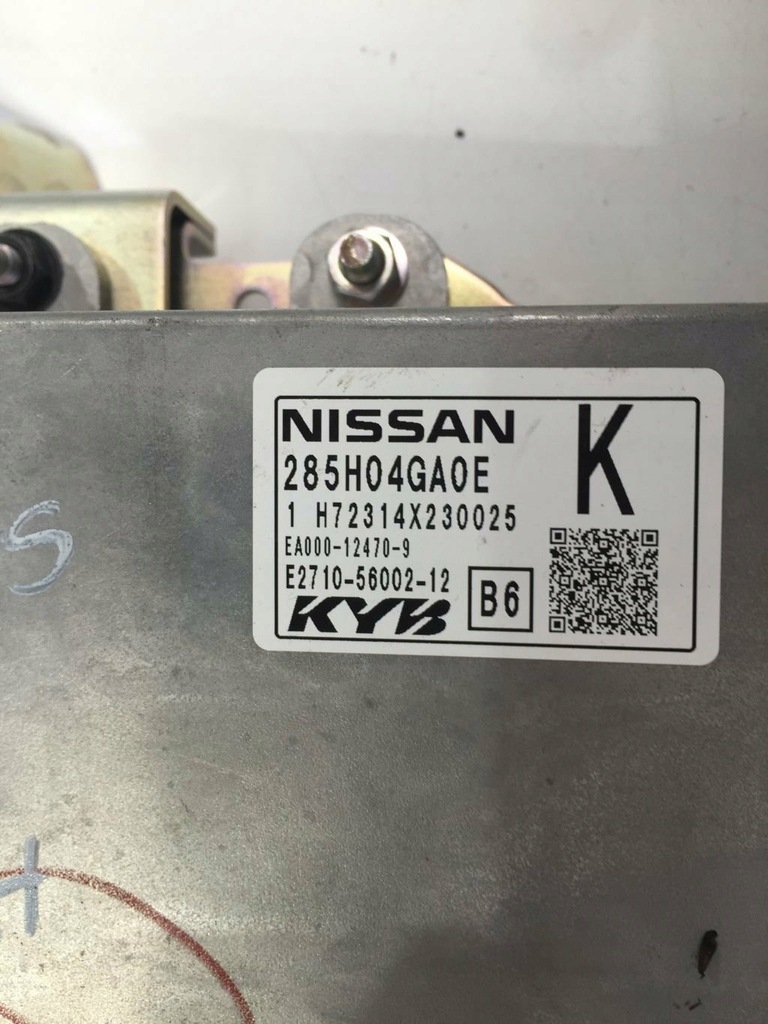 NISSAN
K
285H04GA0E
1 H72314X230025
EA000-12470-9
E2710-56002-12
B6
KYB
S